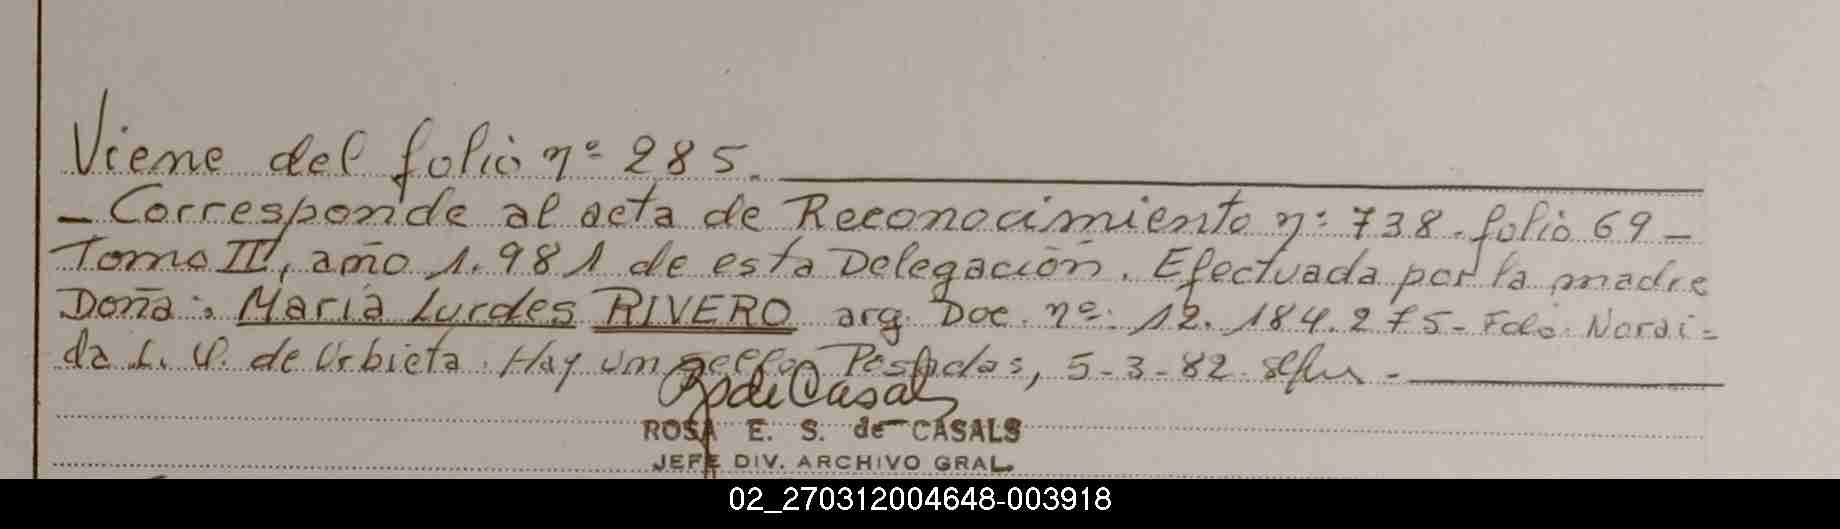 Viene del folio nº 285.
- Corresponde al acta de Reconocimiento nº 738. folio 69 -
Tomo II, año 1.981 de esta Delegación. Efectuada por la madre
Doña: Maria Lurdes RIVERO arg. Doc. nº: 12.184.275 - Fdo: Norai-
da L. V. de Urbieta. Hay un sello Posadas, 5-3-82.
ROSA E. S. de CASALS
JEFE DIV. ARCHIVO GRAL.
02_270312004648-003918